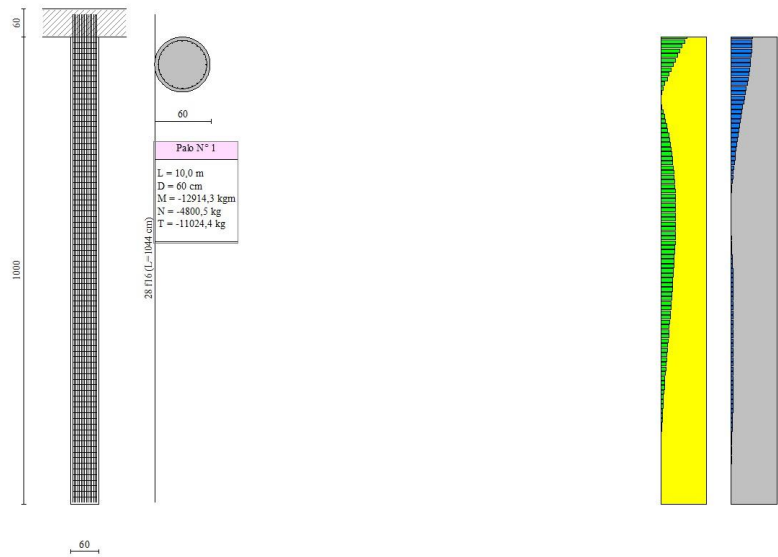 60
1000
60
60
Palo N° 1
L = 10,0 m
D = 60 cm
M = -12914,3 kgm
N = -4800,5 kg
T = -11024,4 kg
28 f16 (L=1044 cm)